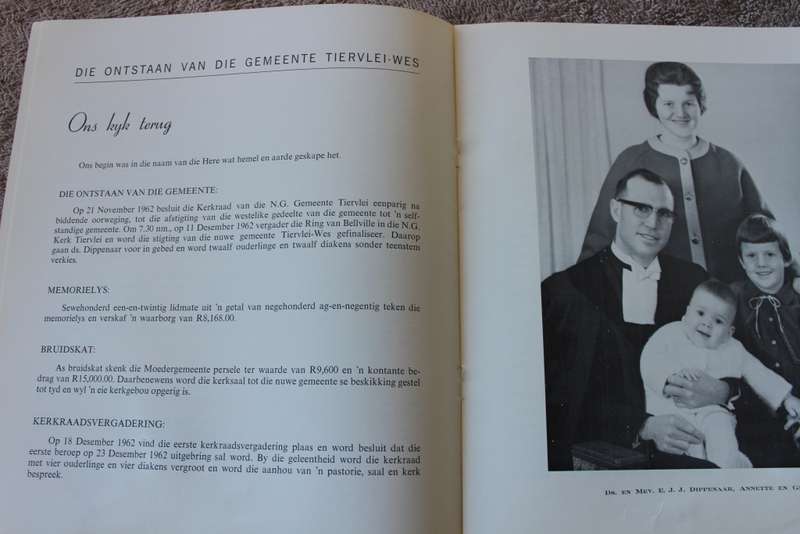 DIE ONTSTAAN VAN DIE GEMEENTE TIERVLEI-WES
Ons kyk terug
Ons begin was in die naam van die Here wat hemel en aarde geskape het.
DIE ONTSTAAN VAN DIE GEMEENTE:
Op 21 November 1962 besluit die Kerkraad van die N.G. Gemeente Tiervlei eenparig na
biddende oorweging, tot die afstigting van die westelike gedeelte van die gemeente tot 'n self-
standige gemeente. Om 7.30 nm., op 11 Desember 1962 vergader die Ring van Bellville in die N.G.
Kerk Tiervlei en word die stigting van die nuwe gemeente Tiervlei-Wes gefinaliseer. Daarop
gaan ds. Dippenaar voor in gebed en word twaalf ouderlinge en twaalf diakens sonder teenstem
verkies.
MEMORIELYS:
Sewehonderd een-en-twintig lidmate uit 'n getal van negehonderd ag-en-negentig teken die
memorielys en verskaf 'n waarborg van R8,168.00.
BRUIDSKAT:
As bruidskat skenk die Moedergemeente persele ter waarde van R9,600 en 'n kontante be-
drag van R15,000.00. Daarbenewens word die kerksaal tot die nuwe gemeente se beskikking gestel
tot tyd en wyl 'n eie kerkgebou opgerig is.
KERKRAADSVERGADERING:
Op 18 Desember 1962 vind die eerste kerkraadsvergadering plaas en word besluit dat die
eerste beroep op 23 Desember 1962 uitgebring sal word. By die geleentheid word die kerkraad
met vier ouderlinge en vier diakens vergroot en word die aanhou van 'n pastorie, saal en kerk
bespreek.
DS. EN MEV. E. J. J. DIPPENAAR, ANNETTE EN